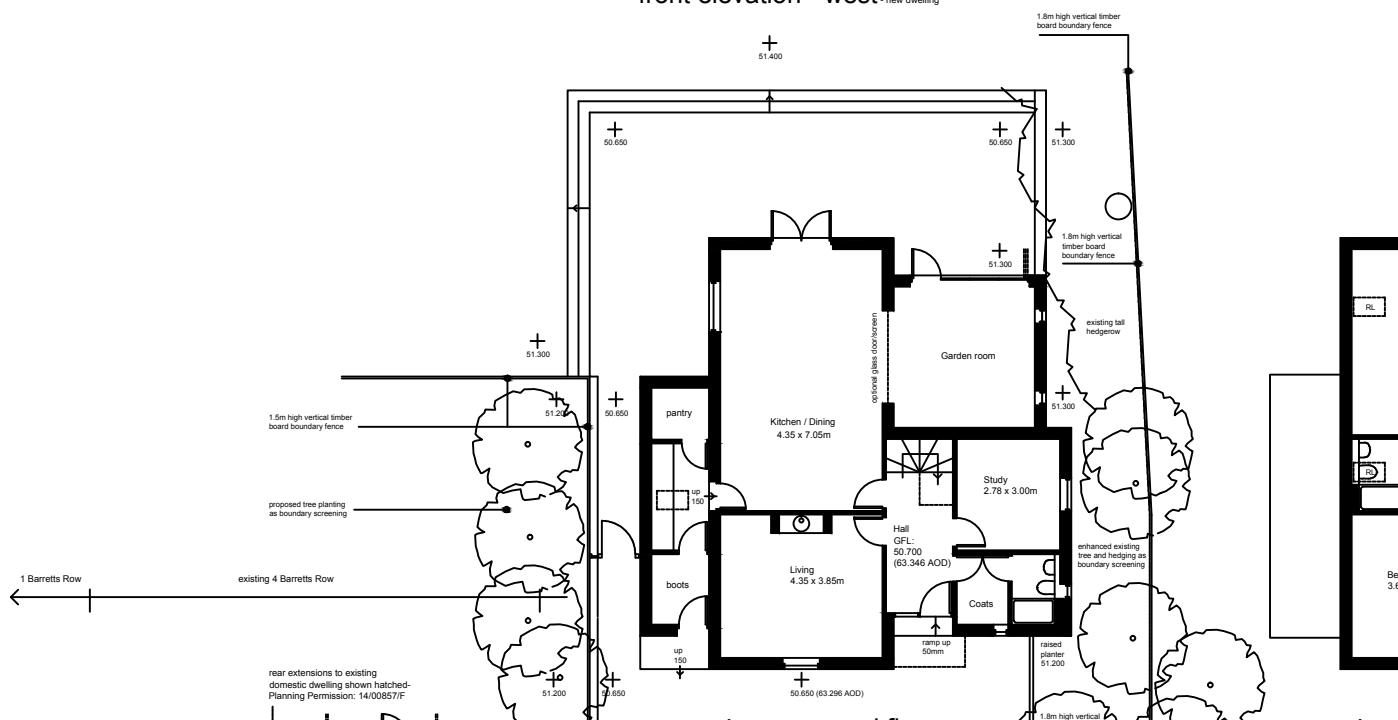 front elevation - west - new dwelling
1.8m high vertical timber
board boundary fence
51.400
50.650
50.650
51.300
1.8m high vertical
timber board
boundary fence
51.300
RL
existing tall
hedgerow
optional glass door/screen
Garden room
51.300
51.300
51.200
50.650
pantry
Kitchen / Dining
4.35 x 7.05m
1.5m high vertical timber
board boundary fence
Study
2.78 x 3.00m
RL
up
150
proposed tree planting
as boundary screening
Hall
GFL:
50.700
(63.346 AOD)
enhanced existing
tree and hedging as
boundary screening
1 Barretts Row
existing 4 Barretts Row
boots
Living
4.35 x 3.85m
Coats
3.6
up
150
ramp up
50mm
raised
planter
51.200
rear extensions to existing
domestic dwelling shown hatched-
Planning Permission: 14/00857/F
51.200
50.650
50.650 (63.296 AOD)
1.8m high vertical